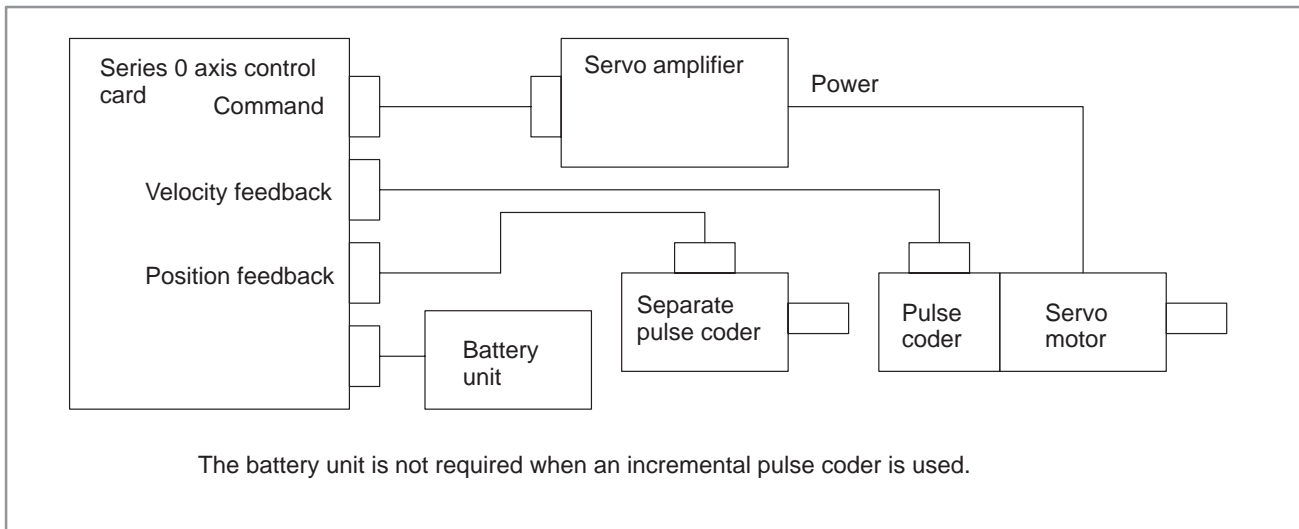 Series 0 axis control
card
Command
Servo amplifier
Power
Velocity feedback
Position feedback
Separate
pulse coder
Pulse
coder
Servo
motor
Battery
unit
The battery unit is not required when an incremental pulse coder is used.